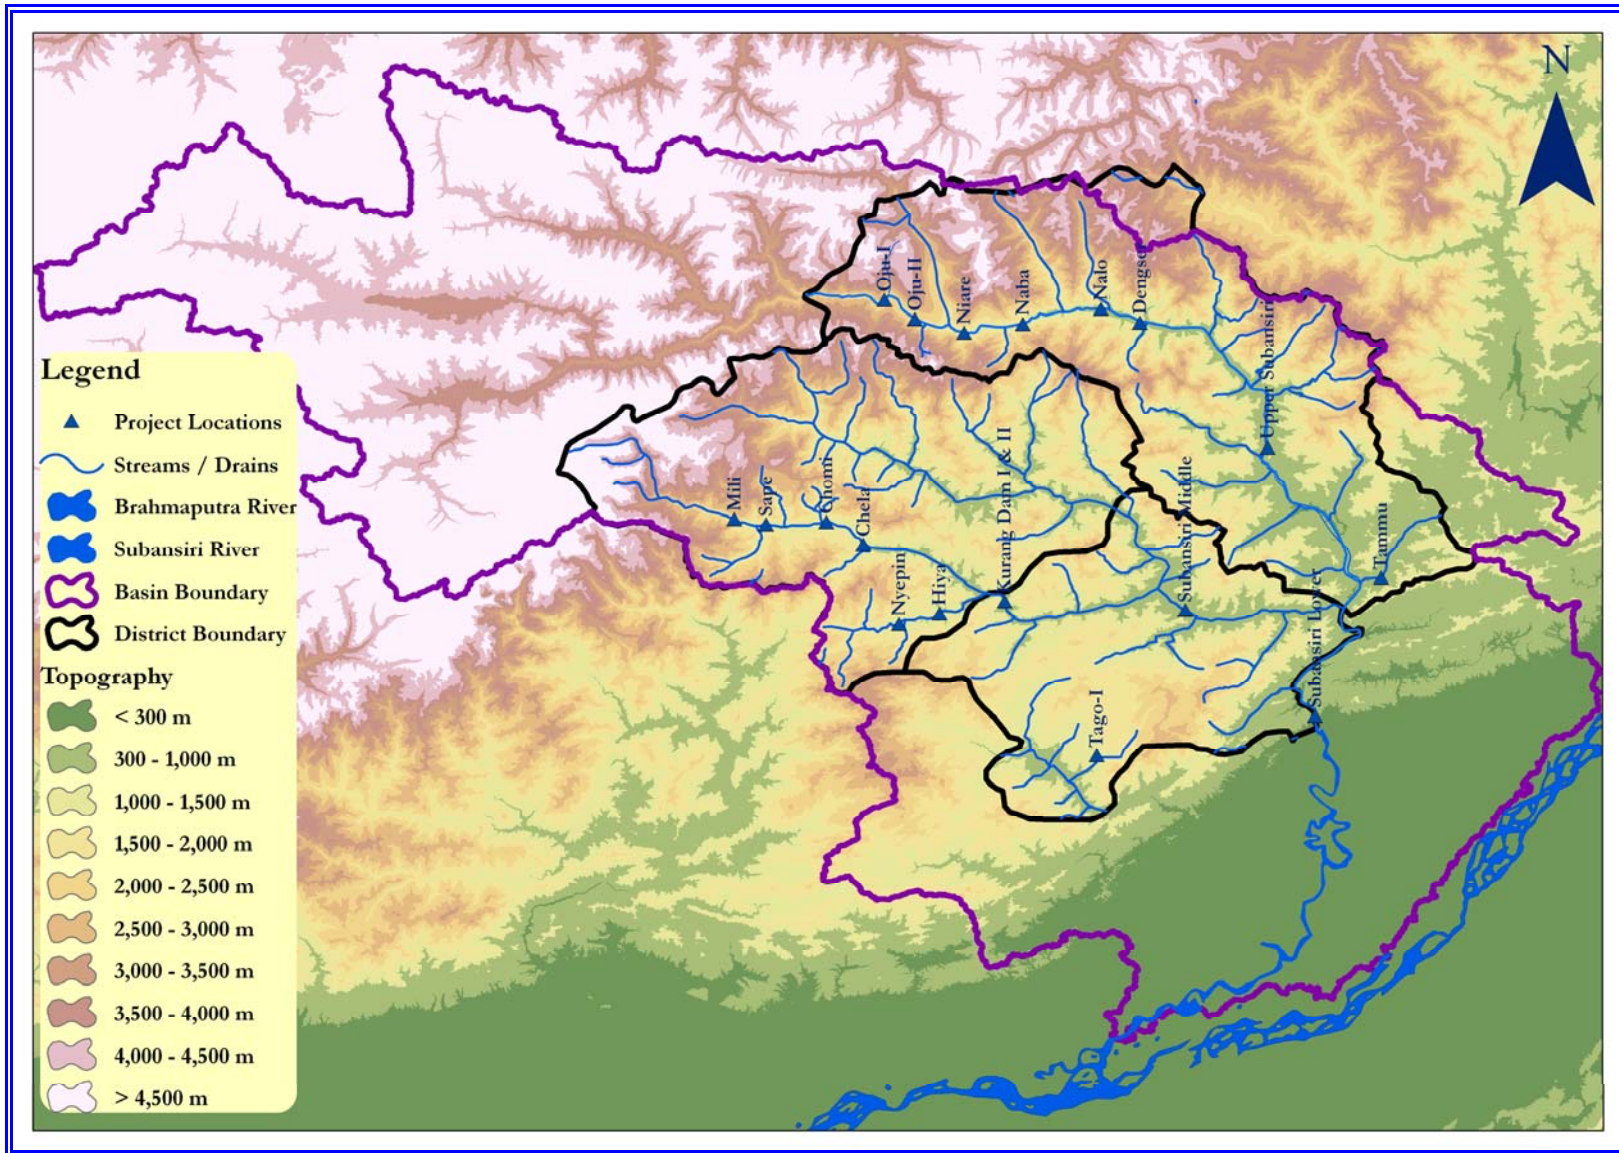 N
Oju-I
Oju-II
Niare
Naba
Nalo
Dengser
Upper Subansiri
Mili
Sape
Chomi
Chela
Kurang Dam I & II
Subansiri Middle
Nyepin
Hiya
Tammu
Subansiri Lower
Tago-I
Legend
Project Locations
Streams / Drains
Brahmaputra River
Subansiri River
Basin Boundary
District Boundary
Topography
< 300 m
300 - 1,000 m
1,000 - 1,500 m
1,500 - 2,000 m
2,000 - 2,500 m
2,500 - 3,000 m
3,000 - 3,500 m
3,500 - 4,000 m
4,000 - 4,500 m
> 4,500 m